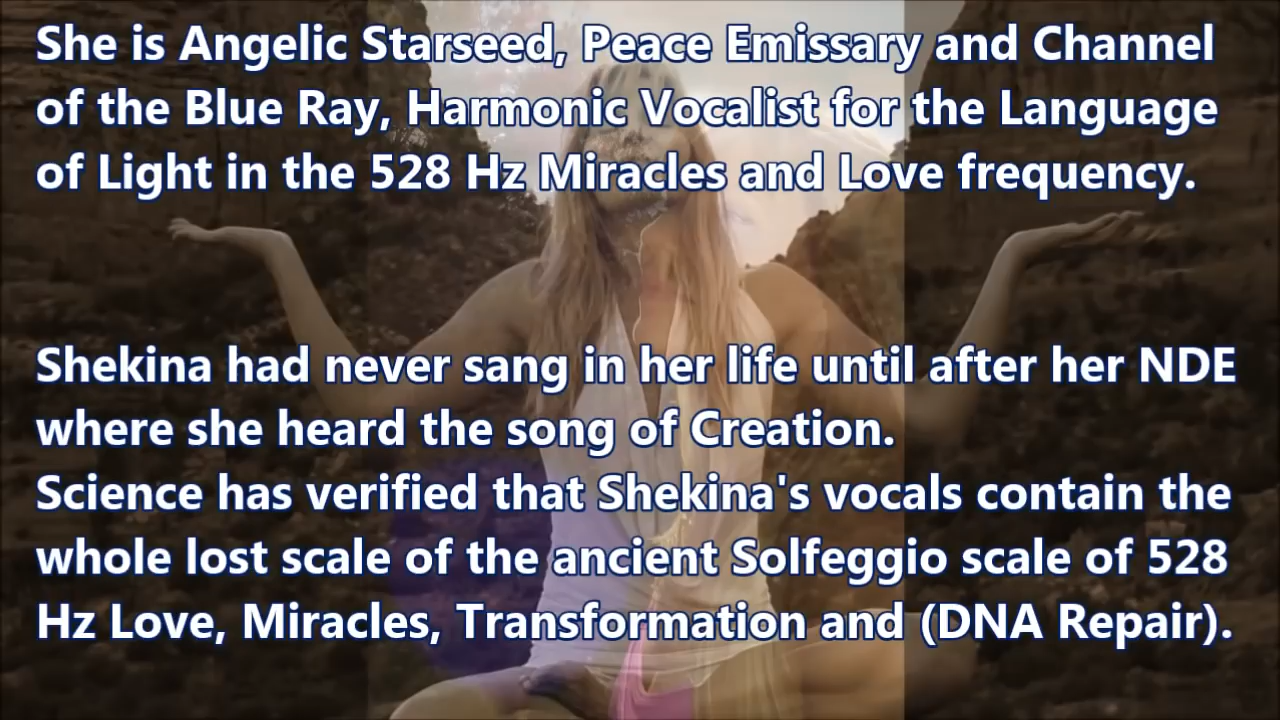 She is Angelic Starseed, Peace Emissary and Channel
of the Blue Ray, Harmonic Vocalist for the Language
of Light in the 528 Hz Miracles and Love frequency.
Shekina had never sang in her life until after her NDE
where she heard the song of Creation.
Science has verified that Shekina's vocals contain the
whole lost scale of the ancient Solfeggio scale of 528
Hz Love, Miracles, Transformation and (DNA Repair).